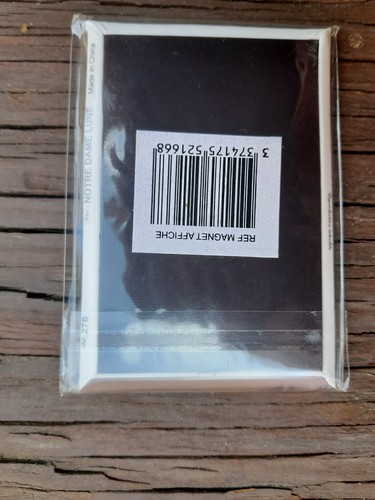 REF MAGNET AFFICHE
3 374175 521668
NOTRE DAME LUNE
Made in China